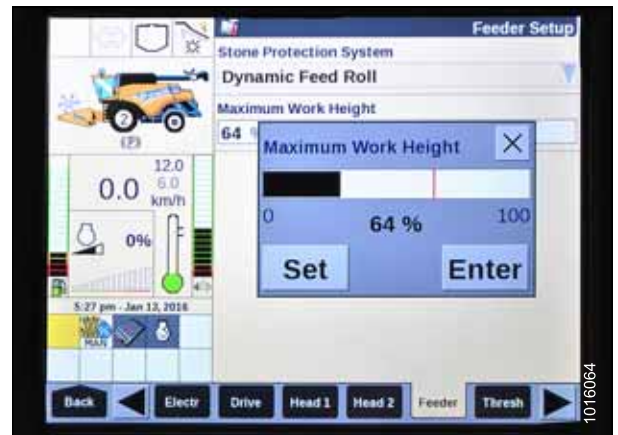 Feeder Setup
Stone Protection System
Dynamic Feed Roll
Maximum Work Height
64
Maximum Work Height
0
64 %
100
Set
Enter
2
(P)
12.0
6.0
0.0
km/h
0%
5:27 pm - Jan 13, 2016
MAN
Back
Electr
Drive
Head 1
Head 2
Feeder
Thresh
1016064